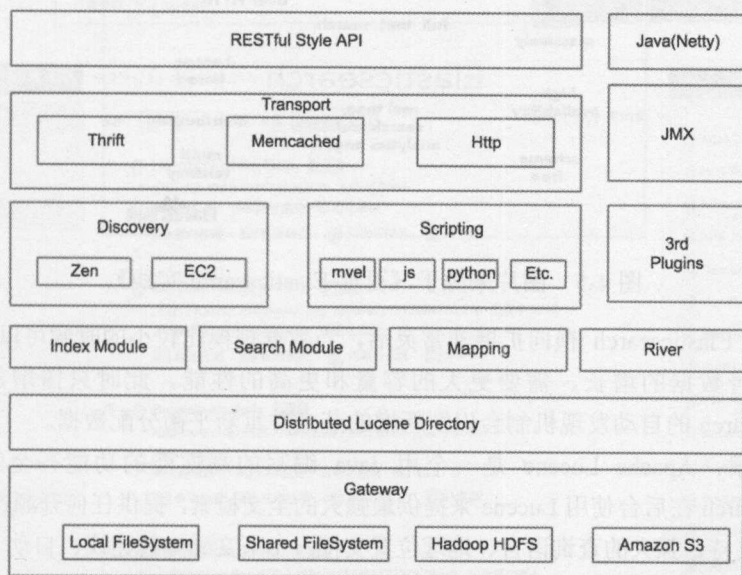 RESTful Style API
Java(Netty)
Transport
Thrift
Memcached
Http
JMX
Discovery
Zen
EC2
Scripting
mvel
js
python
Etc.
3rd
Plugins
Index Module
Search Module
Mapping
River
Distributed Lucene Directory
Gateway
Local FileSystem
Shared FileSystem
Hadoop HDFS
Amazon S3